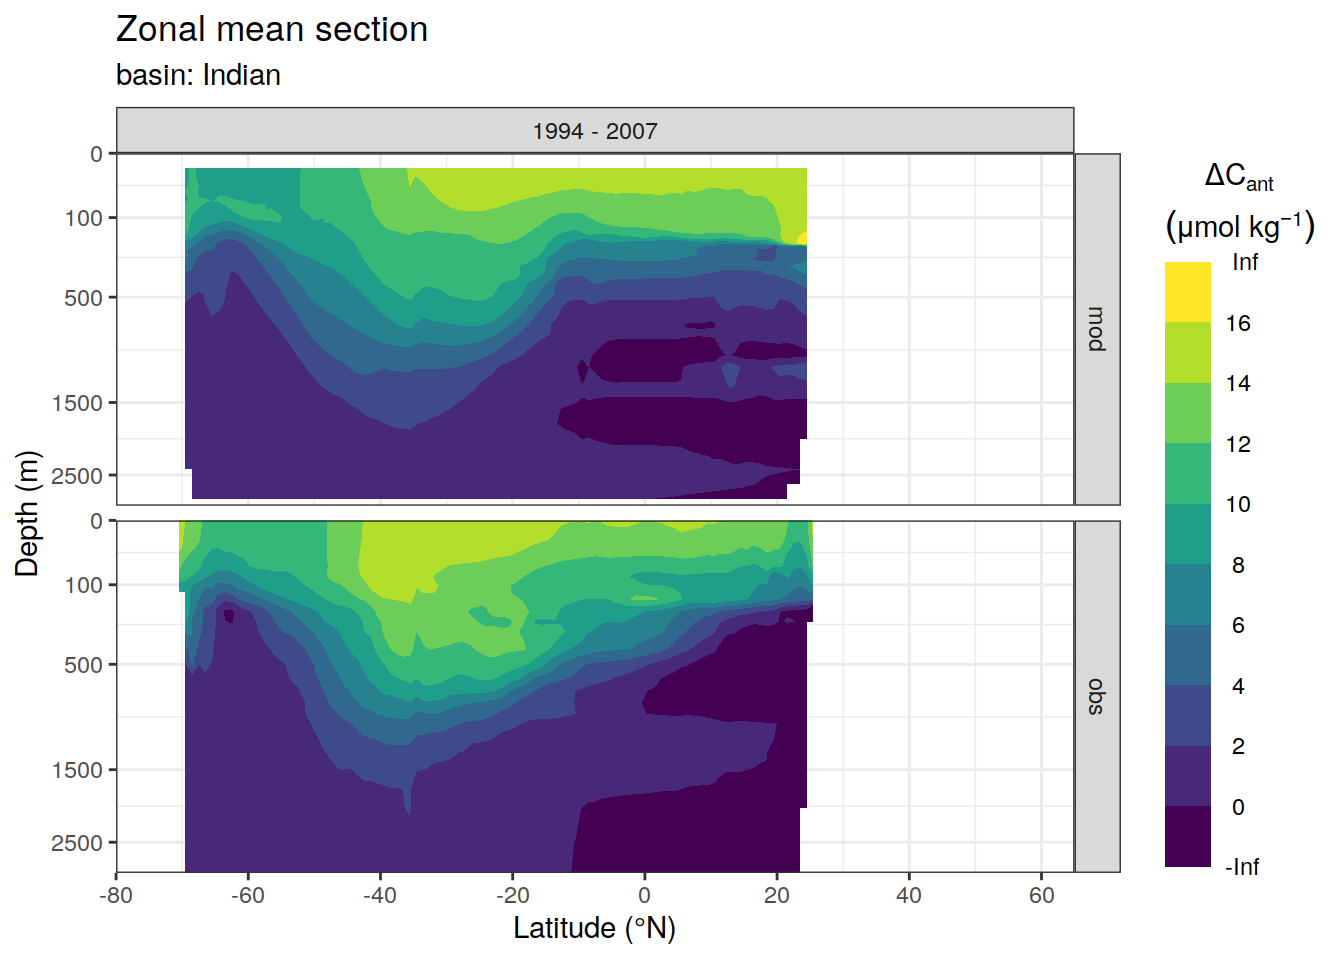 Zonal mean section
basin: Indian
1994 - 2007
0
100
500
1500
2500
mod
0
100
500
1500
2500
obs
-80 -60 -40 -20 0 20 40 60
Latitude (°N)
Depth (m)
ΔCant
(μmol kg⁻¹)
Inf
16
14
12
10
8
6
4
2
0
-Inf